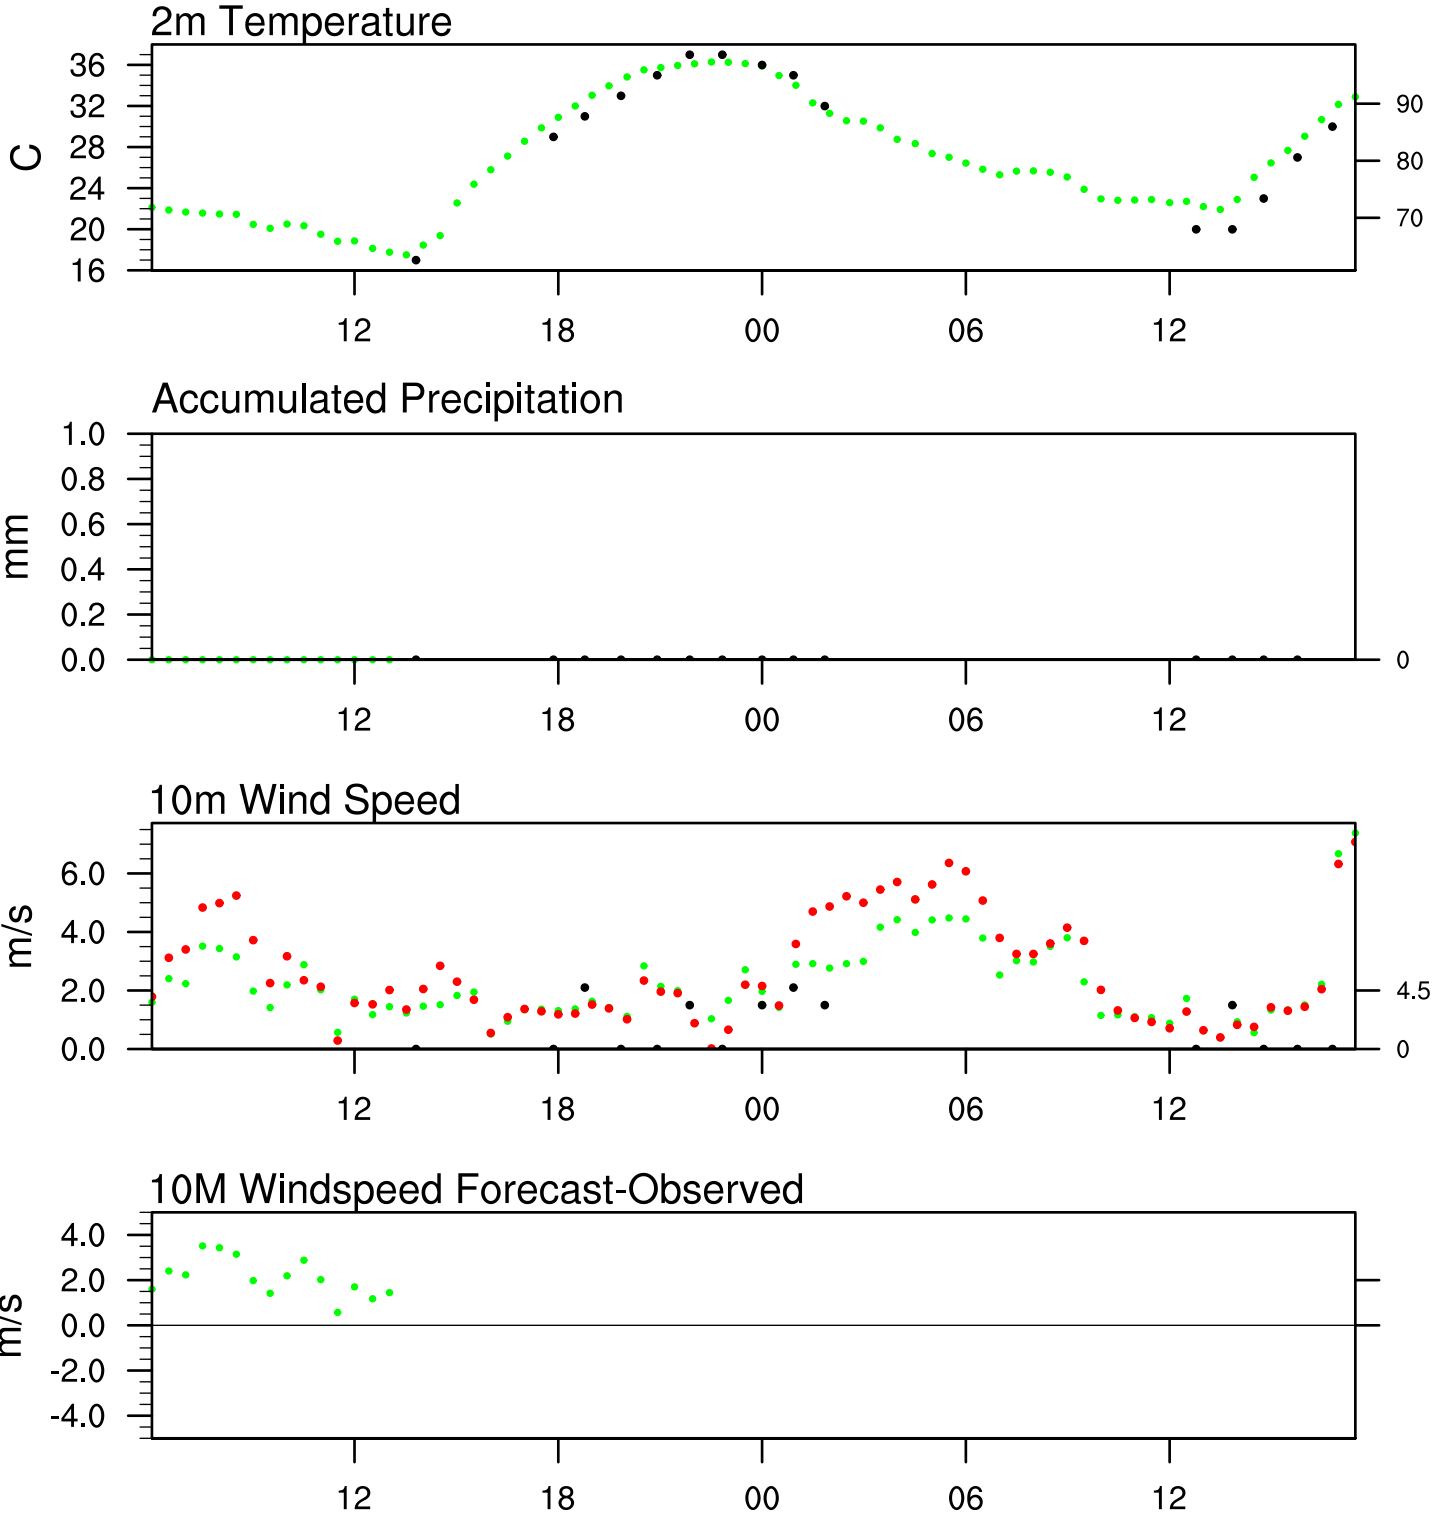 2m Temperature
36
32
28
24
20
16
C
90
80
70
12 18 00 06 12
Accumulated Precipitation
1.0
0.8
0.6
0.4
0.2
0.0
mm
0
12 18 00 06 12
10m Wind Speed
6.0
4.0
2.0
0.0
m/s
4.5
0
12 18 00 06 12
10M Windspeed Forecast-Observed
4.0
2.0
0.0
-2.0
-4.0
m/s
12 18 00 06 12